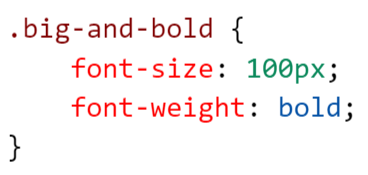 .big-and-bold {
    font-size: 100px;
    font-weight: bold;
}